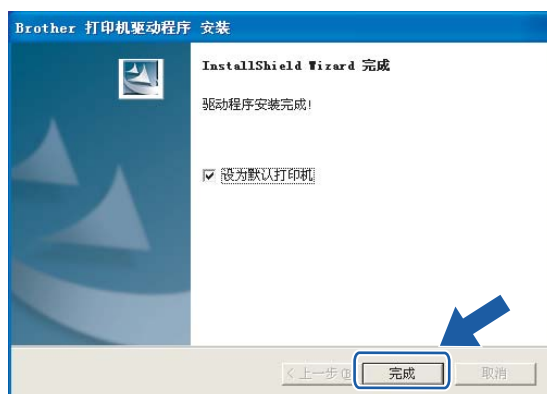 Brother 打印机驱动程序 安装
InstallShield Wizard 完成
驱动程序安装完成!
设为默认打印机
<上一步(B) 完成 取消